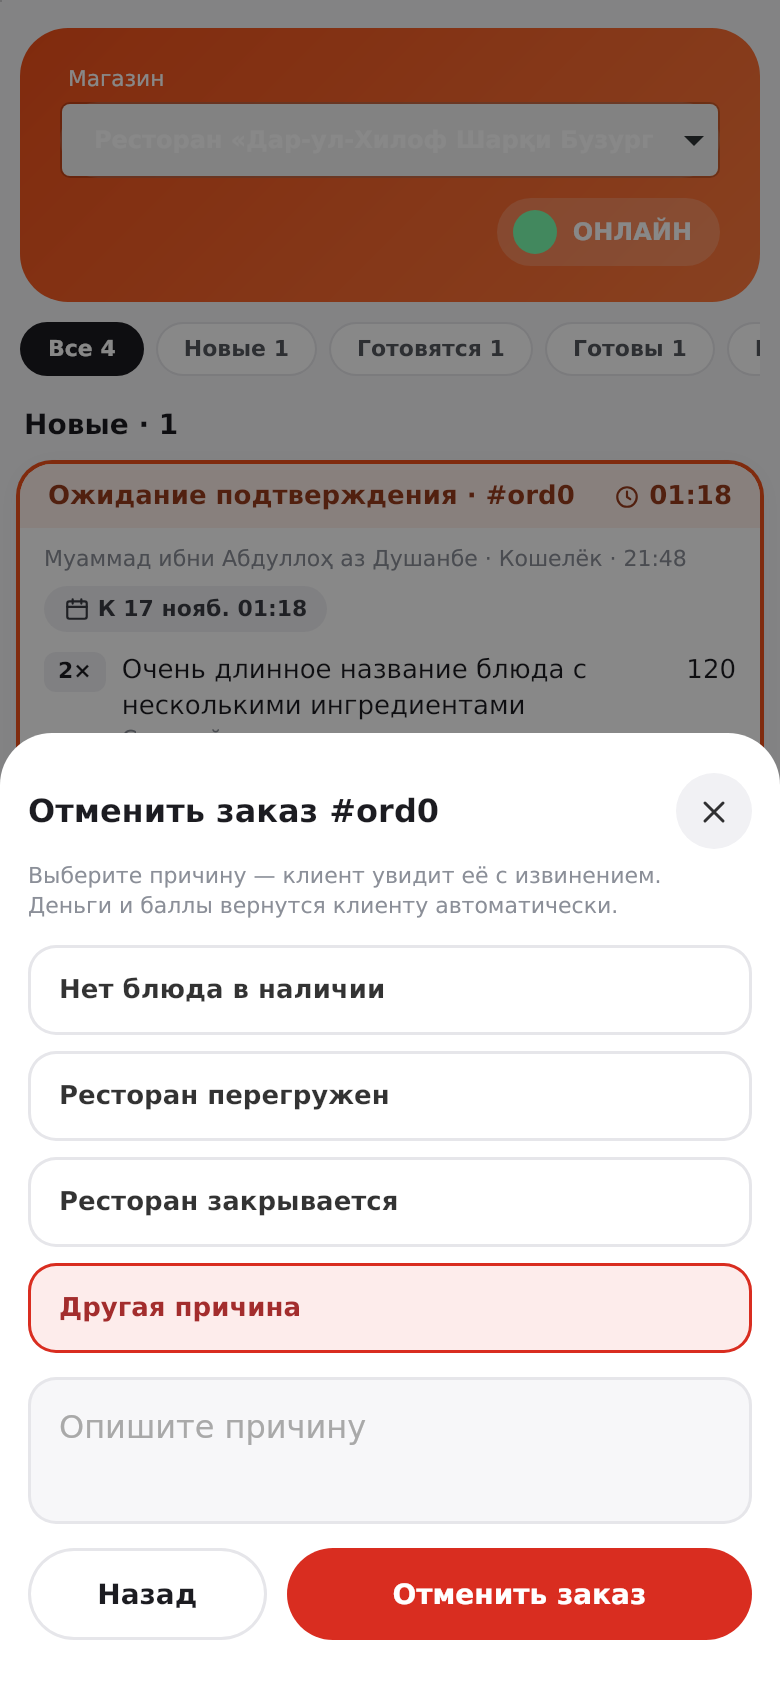 Магазин
Ресторан «Дар-ул-Хилоф Шарқи Бузург
ОНЛАЙН
Все 4
Новые 1
Готовятся 1
Готовы 1
Новые · 1
Ожидание подтверждения · #ord0
01:18
Муаммад ибни Абдуллоҳ аз Душанбе · Кошелёк · 21:48
К 17 нояб. 01:18
2×
Очень длинное название блюда с
120
несколькими ингредиентами
Отменить заказ #ord0
Выберите причину — клиент увидит её с извинением.
Деньги и баллы вернутся клиенту автоматически.
Нет блюда в наличии
Ресторан перегружен
Ресторан закрывается
Другая причина
Опишите причину
Назад
Отменить заказ